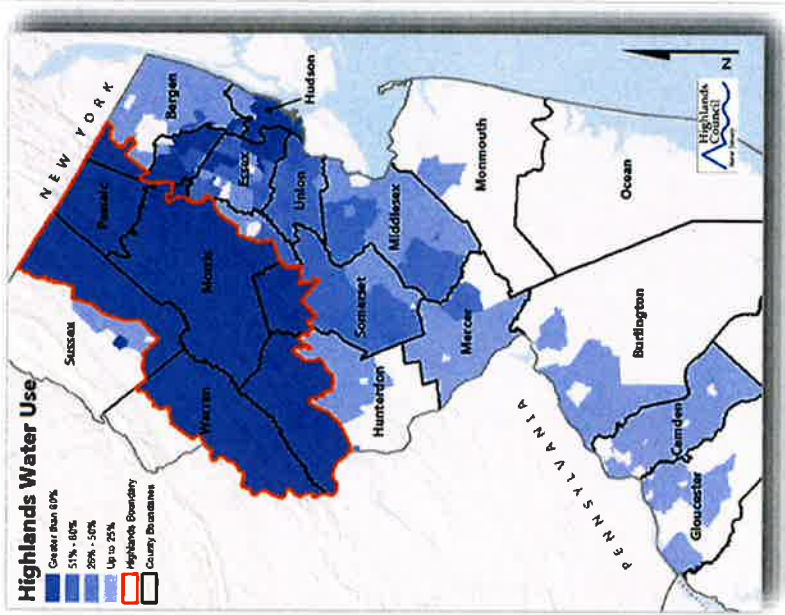 Highlands Water Use
Greater than 80%
51% - 80%
26% - 50%
Up to 25%
Highlands Boundary
County Boundaries
NEW YORK
PENNSYLVANIA
Sussex
Passaic
Bergen
Hudson
Essex
Morris
Warren
Union
Somerset
Middlesex
Hunterdon
Mercer
Monmouth
Ocean
Burlington
Camden
Gloucester
N
Highlands
Council
New Jersey